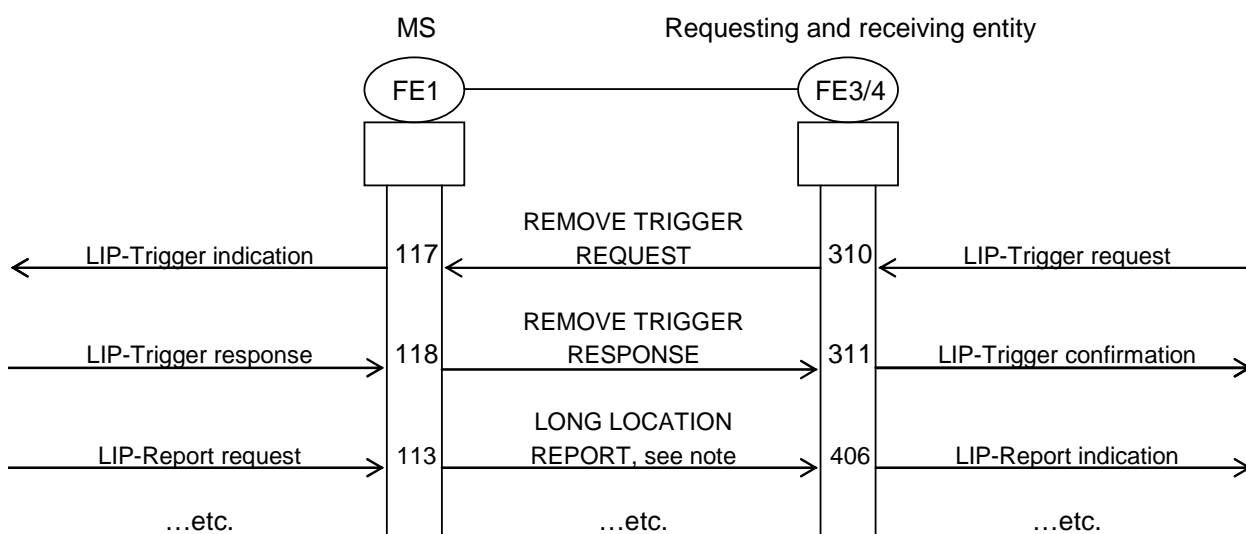 MS
Requesting and receiving entity
FE1
FE3/4
REMOVE TRIGGER
LIP-Trigger indication
117
REQUEST
310
LIP-Trigger request
REMOVE TRIGGER
LIP-Trigger response
118
RESPONSE
311
LIP-Trigger confirmation
LONG LOCATION
LIP-Report request
113
REPORT, see note
406
LIP-Report indication
…etc.
…etc.
…etc.